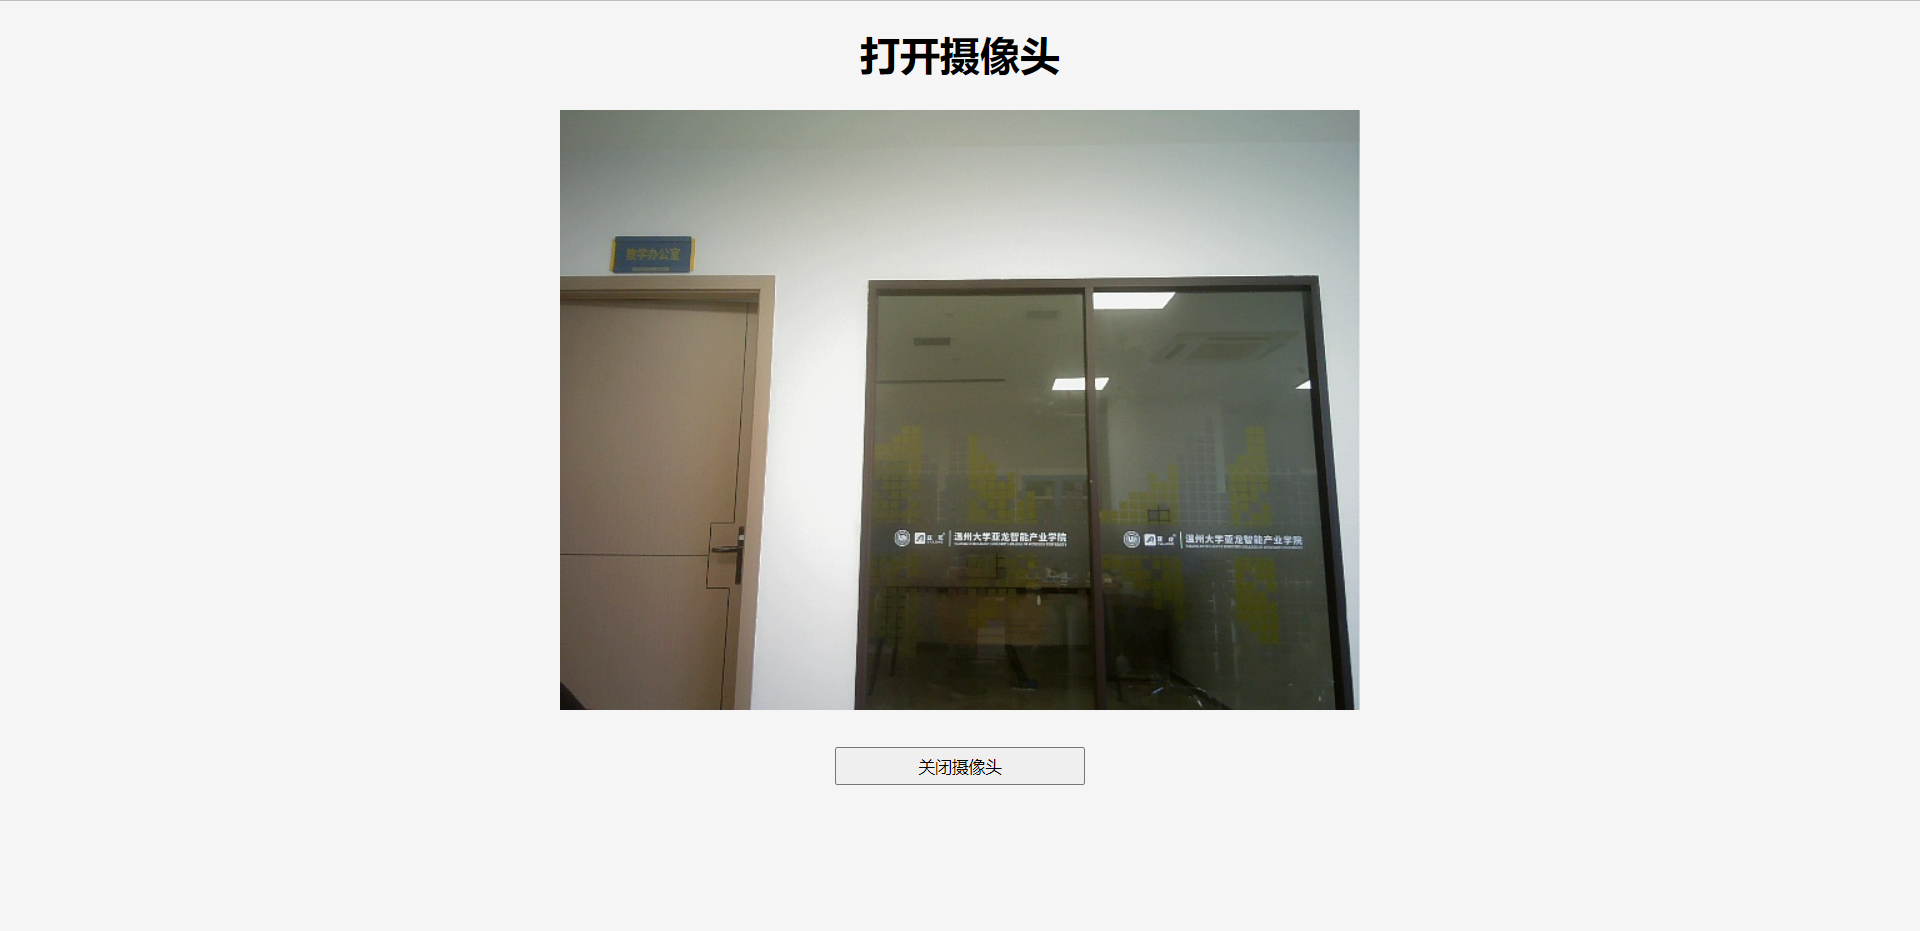 打开摄像头
教学办公室
温州大学亚龙智能产业学院
温州大学亚龙智能产业学院
关闭摄像头